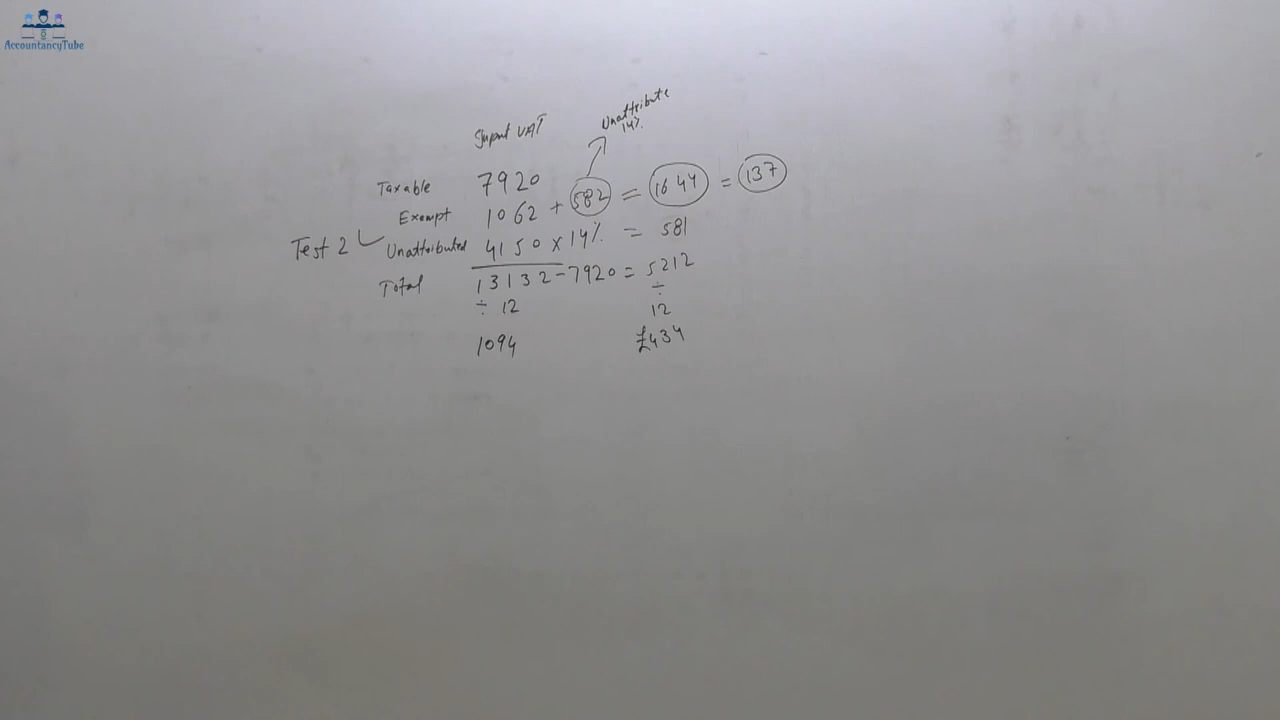 AccountancyTube
Input VAT
Unattribute
14%
Taxable 7920
Exempt 1062 + 582 = 1644 = 137
Test 2 Unattributed 4150 x 14% = 581
Total 13132 - 7920 = 5212
÷ 12 ÷ 12
1094 £434